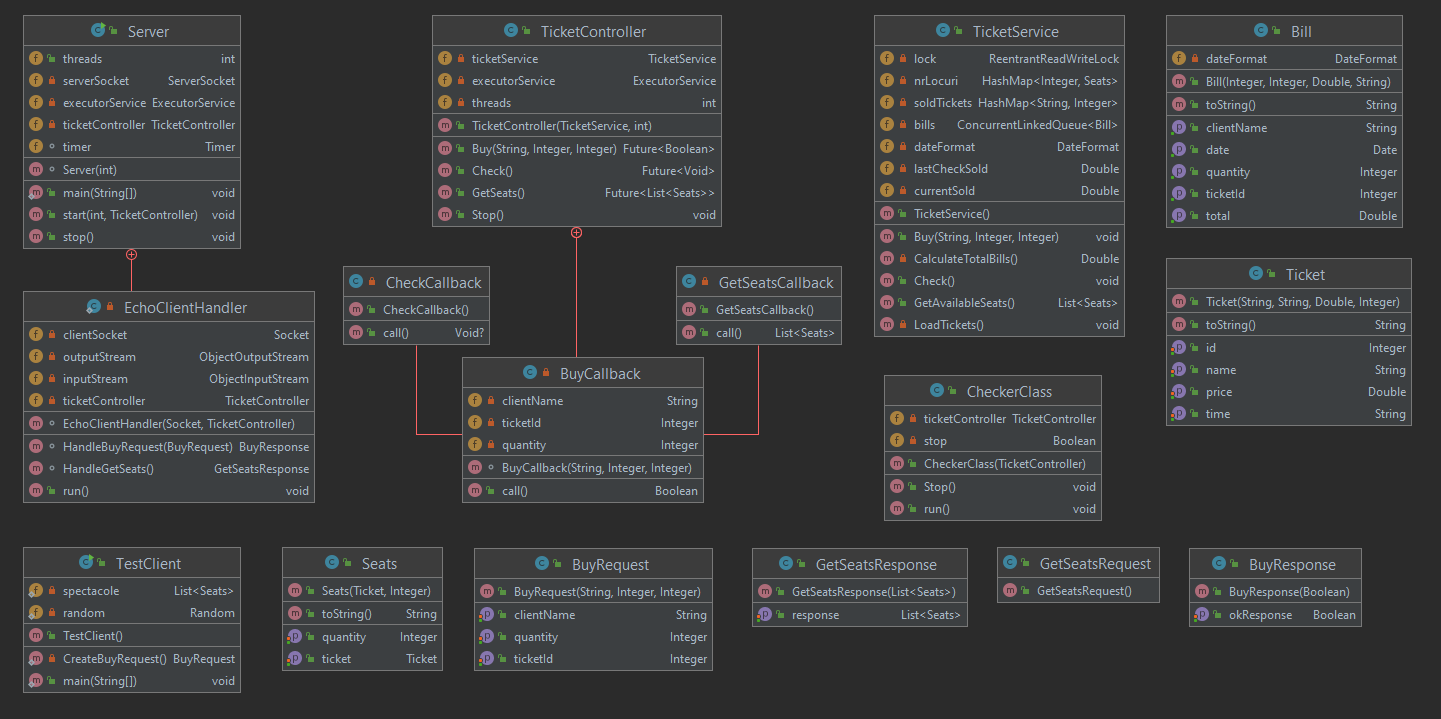 Server
threads int
serverSocket ServerSocket
executorService ExecutorService
ticketController TicketController
timer Timer
Server(int)
main(String[]) void
start(int, TicketController) void
stop() void
TicketController
ticketService TicketService
executorService ExecutorService
threads int
TicketController(TicketService, int)
Buy(String, Integer, Integer) Future<Boolean>
Check() Future<Void>
GetSeats() Future<List<Seats>>
Stop() void
TicketService
lock ReentrantReadWriteLock
nrLocuri HashMap<Integer, Seats>
soldTickets HashMap<String, Integer>
bills ConcurrentLinkedQueue<Bill>
dateFormat DateFormat
lastCheckSold Double
currentSold Double
TicketService()
Buy(String, Integer, Integer) void
CalculateTotalBills() Double
Check() void
GetAvailableSeats() List<Seats>
LoadTickets() void
Bill
dateFormat DateFormat
Bill(Integer, Integer, Double, String)
toString() String
clientName String
date Date
quantity Integer
ticketId Integer
total Double
EchoClientHandler
clientSocket Socket
outputStream ObjectOutputStream
inputStream ObjectInputStream
ticketController TicketController
EchoClientHandler(Socket, TicketController)
HandleBuyRequest(BuyRequest) BuyResponse
HandleGetSeats() GetSeatsResponse
run() void
CheckCallback
CheckCallback()
call() Void?
GetSeatsCallback
GetSeatsCallback()
call() List<Seats>
BuyCallback
clientName String
ticketId Integer
quantity Integer
BuyCallback(String, Integer, Integer)
call() Boolean
Ticket
Ticket(String, String, Double, Integer)
toString() String
id Integer
name String
price Double
time String
CheckerClass
ticketController TicketController
stop Boolean
CheckerClass(TicketController)
Stop() void
run() void
TestClient
spectacole List<Seats>
random Random
TestClient()
CreateBuyRequest() BuyRequest
main(String[]) void
Seats
Seats(Ticket, Integer)
toString() String
quantity Integer
ticket Ticket
BuyRequest
BuyRequest(String, Integer, Integer)
clientName String
quantity Integer
ticketId Integer
GetSeatsResponse
GetSeatsResponse(List<Seats>)
response List<Seats>
GetSeatsRequest
GetSeatsRequest()
BuyResponse
BuyResponse(Boolean)
okResponse Boolean